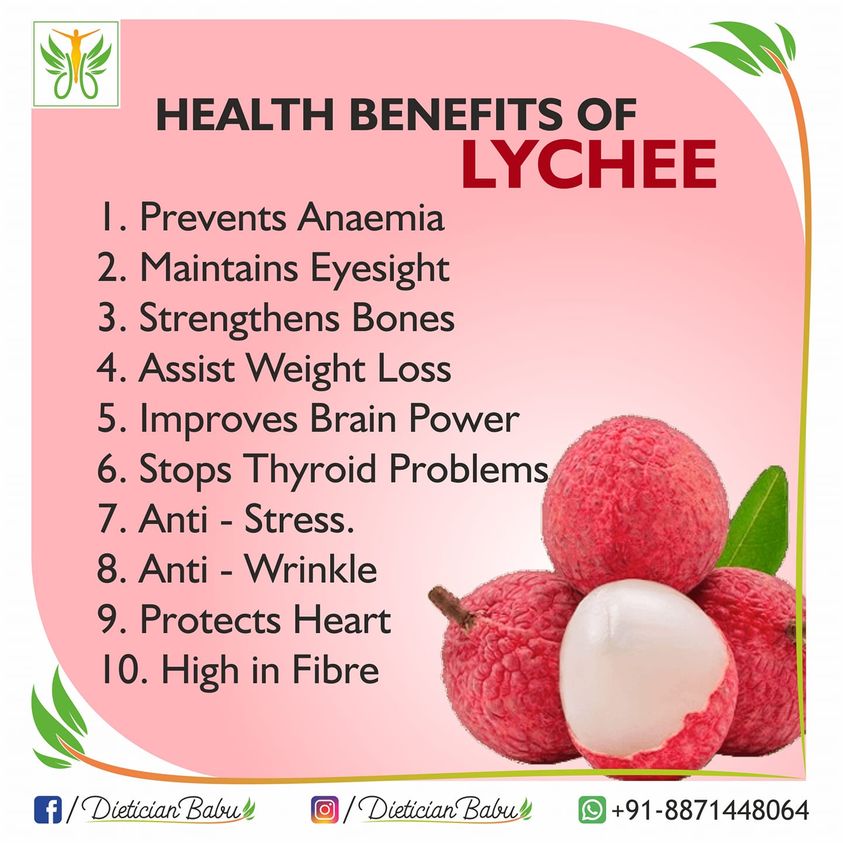 HEALTH BENEFITS OF
LYCHEE
1. Prevents Anaemia
2. Maintains Eyesight
3. Strengthens Bones
4. Assist Weight Loss
5. Improves Brain Power
6. Stops Thyroid Problems
7. Anti - Stress.
8. Anti - Wrinkle
9. Protects Heart
10. High in Fibre
/DieticianBabu /DieticianBabu +91-8871448064